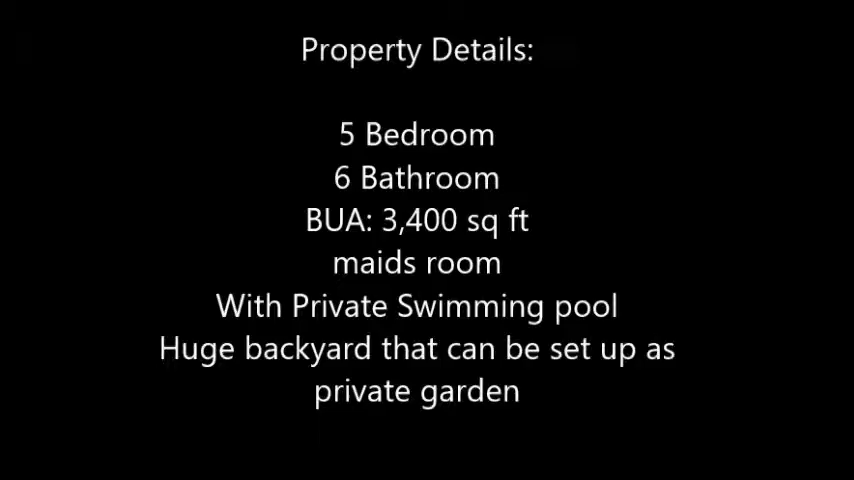 Property Details:
5 Bedroom
6 Bathroom
BUA: 3,400 sq ft
maids room
With Private Swimming pool
Huge backyard that can be set up as
private garden